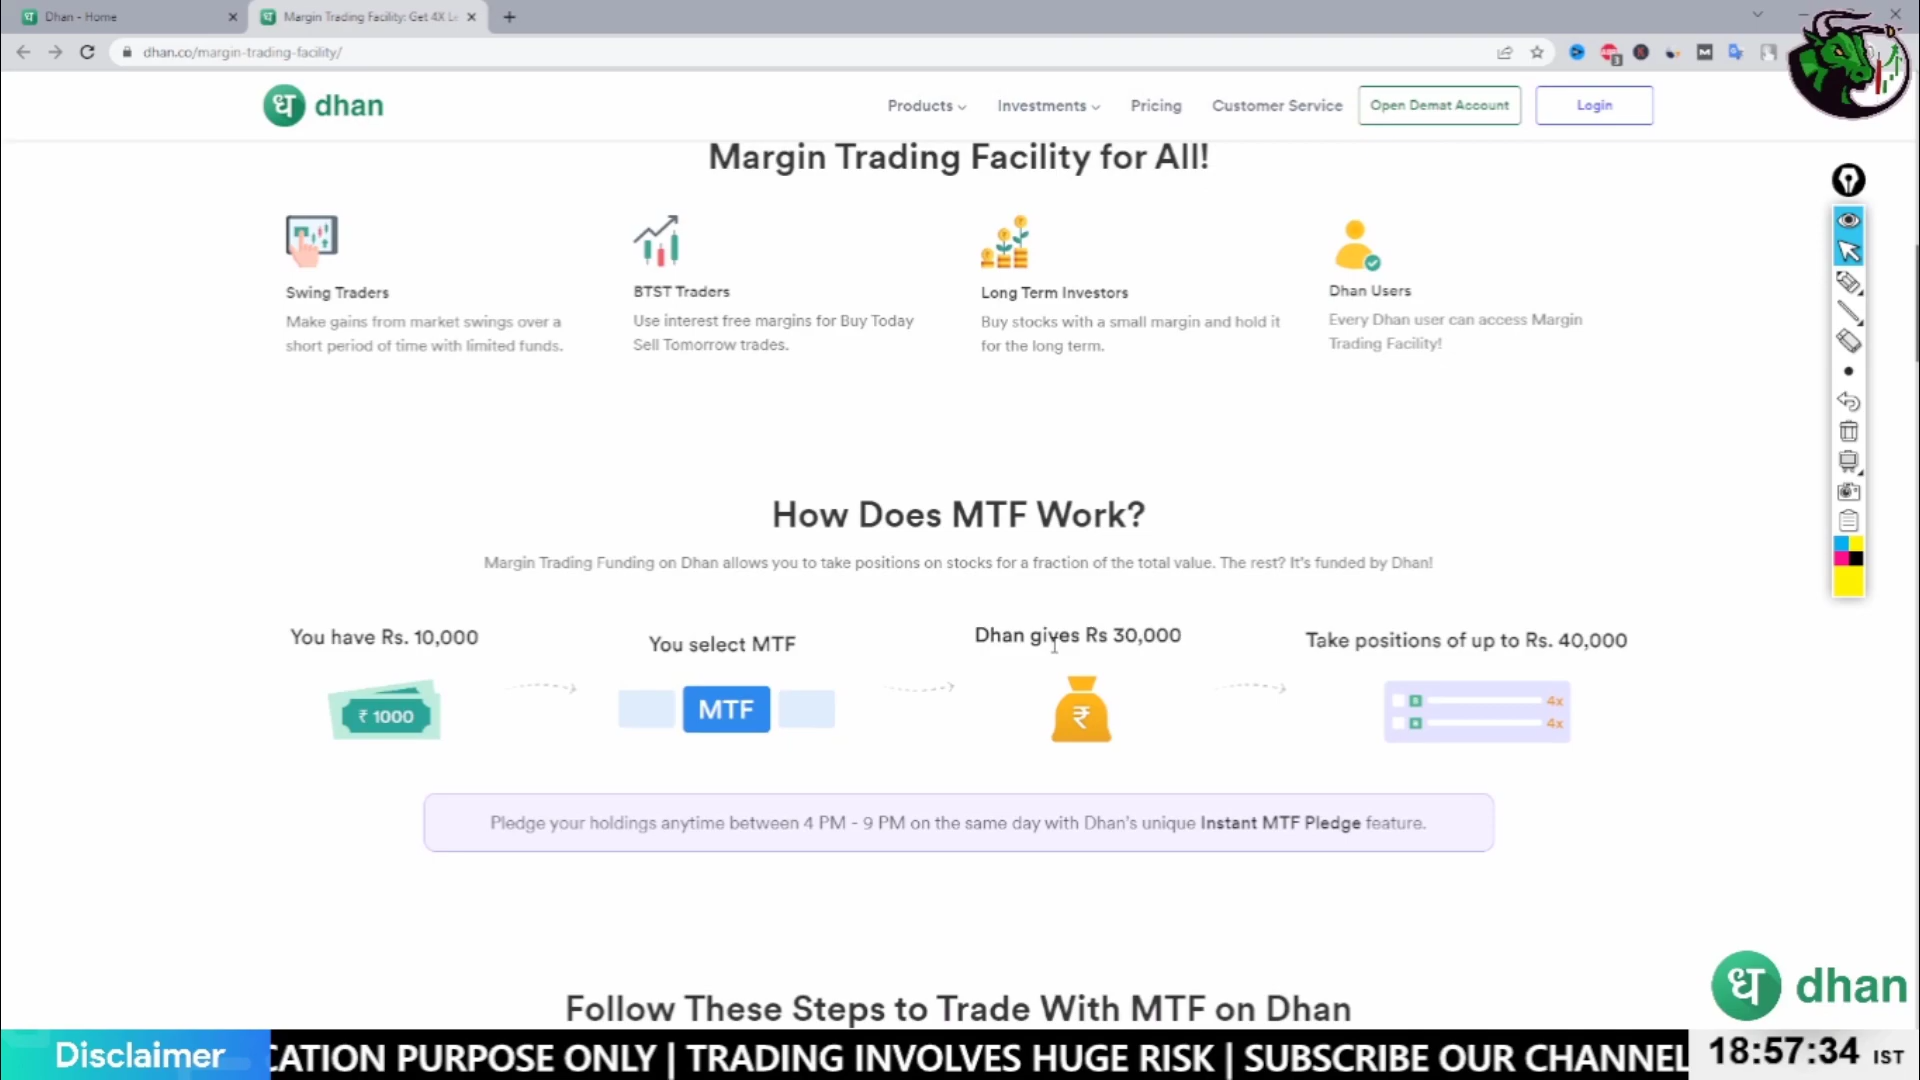 Dhan - Home
Margin Trading Facility: Get 4X Le
dhan.co/margin-trading-facility/
धा dhan
Products
Investments
Pricing
Customer Service
Open Demat Account
Login
Margin Trading Facility for All!
Swing Traders
Make gains from market swings over a
short period of time with limited funds.
BTST Traders
Use interest free margins for Buy Today
Sell Tomorrow trades.
Long Term Investors
Buy stocks with a small margin and hold it
for the long term.
Dhan Users
Every Dhan user can access Margin
Trading Facility!
How Does MTF Work?
Margin Trading Funding on Dhan allows you to take positions on stocks for a fraction of the total value. The rest? It's funded by Dhan!
You have Rs. 10,000
₹ 1000
You select MTF
MTF
Dhan gives Rs 30,000
₹
Take positions of up to Rs. 40,000
4x
4x
Pledge your holdings anytime between 4 PM - 9 PM on the same day with Dhan's unique Instant MTF Pledge feature.
Follow These Steps to Trade With MTF on Dhan
धा dhan
Disclaimer
CATION PURPOSE ONLY | TRADING INVOLVES HUGE RISK | SUBSCRIBE OUR CHANNEL
18:57:34 IST